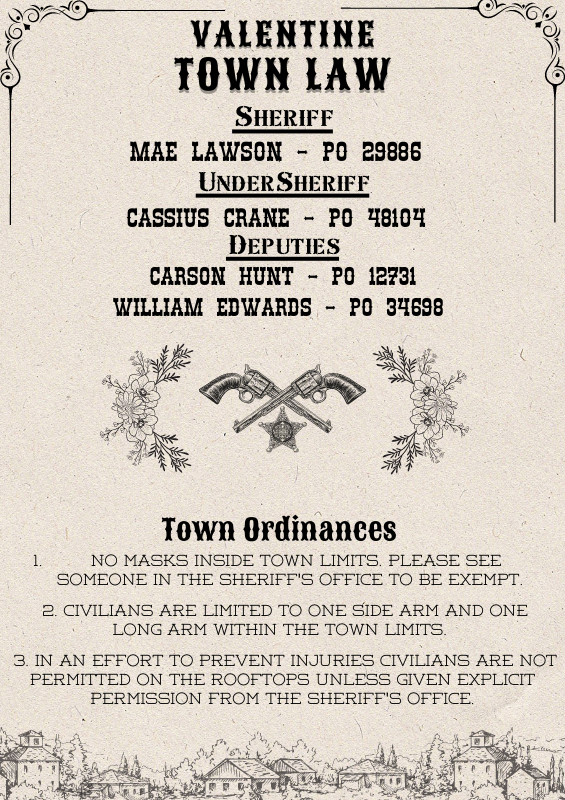 VALENTINE
TOWN LAW
SHERIFF
MAE LAWSON - PO 29886
UNDERSHERIFF
CASSIUS CRANE - PO 48104
DEPUTIES
CARSON HUNT - PO 12731
WILLIAM EDWARDS - PO 34698
Town Ordinances
1. NO MASKS INSIDE TOWN LIMITS. PLEASE SEE
SOMEONE IN THE SHERIFF'S OFFICE TO BE EXEMPT.
2. CIVILIANS ARE LIMITED TO ONE SIDE ARM AND ONE
LONG ARM WITHIN THE TOWN LIMITS.
3. IN AN EFFORT TO PREVENT INJURIES CIVILIANS ARE NOT
PERMITTED ON THE ROOFTOPS UNLESS GIVEN EXPLICIT
PERMISSION FROM THE SHERIFF'S OFFICE.